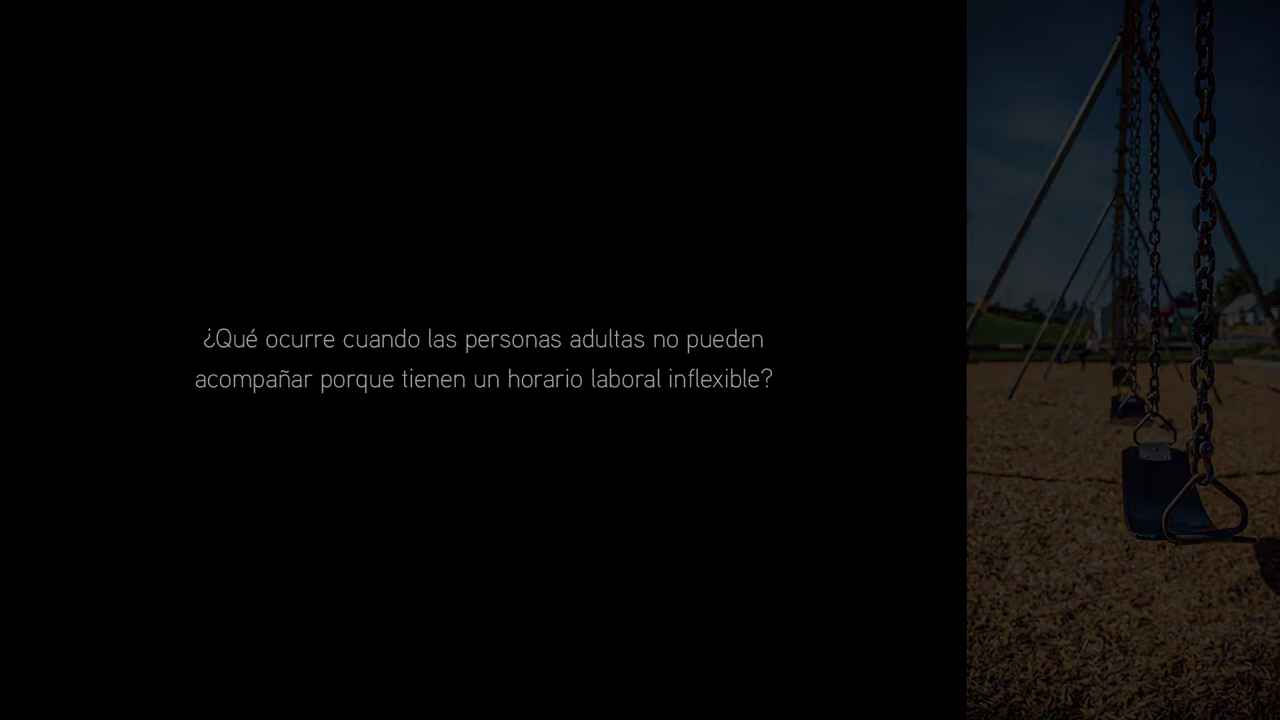 ¿Qué ocurre cuando las personas adultas no pueden
acompañar porque tienen un horario laboral inflexible?